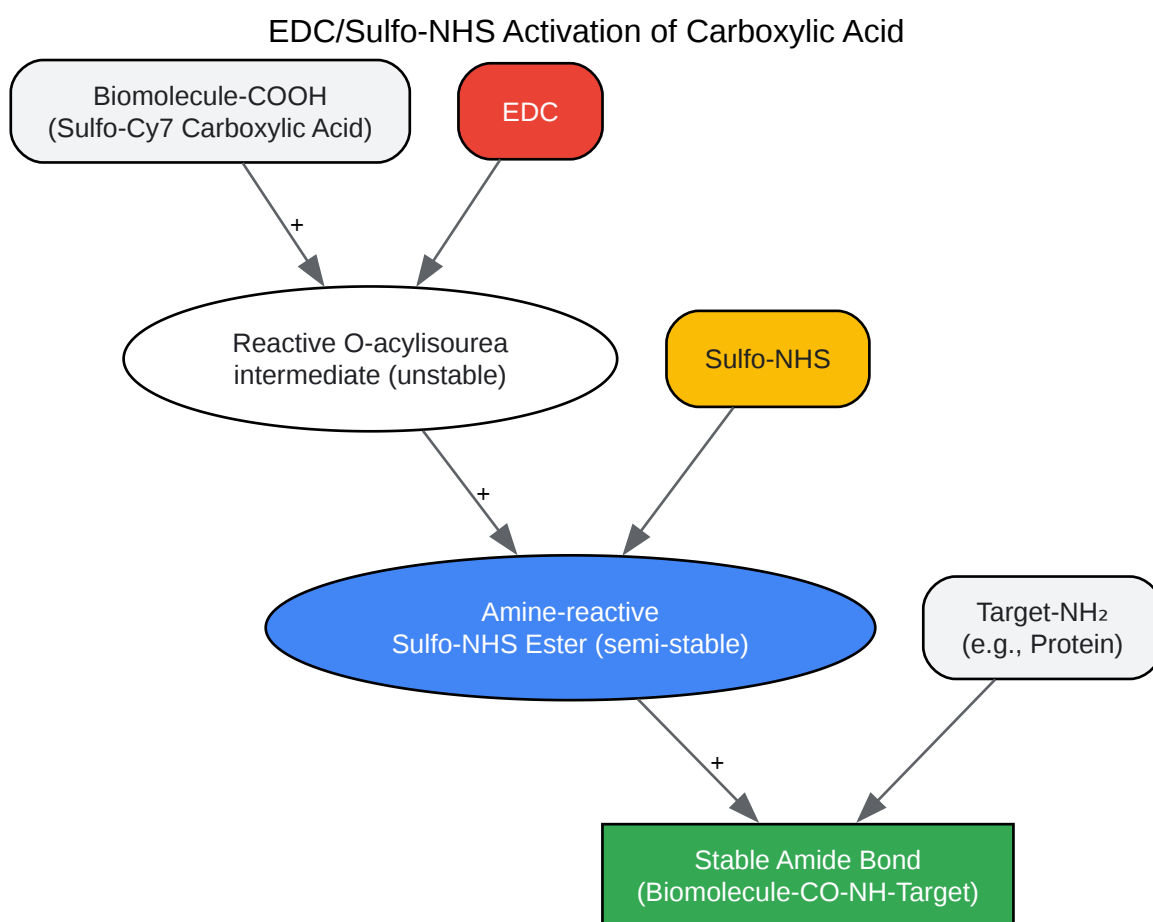 EDC/Sulfo-NHS Activation of Carboxylic Acid
Biomolecule-COOH
(Sulfo-Cy7 Carboxylic Acid)
EDC
+
Reactive O-acylisourea
intermediate (unstable)
Sulfo-NHS
+
Amine-reactive
Sulfo-NHS Ester (semi-stable)
Target-NH₂
(e.g., Protein)
+
Stable Amide Bond
(Biomolecule-CO-NH-Target)